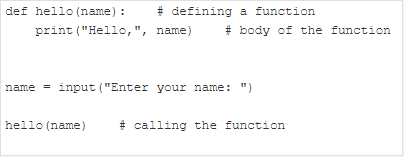 def hello(name):    # defining a function
    print("Hello,", name)    # body of the function
name = input("Enter your name: ")
hello(name)    # calling the function